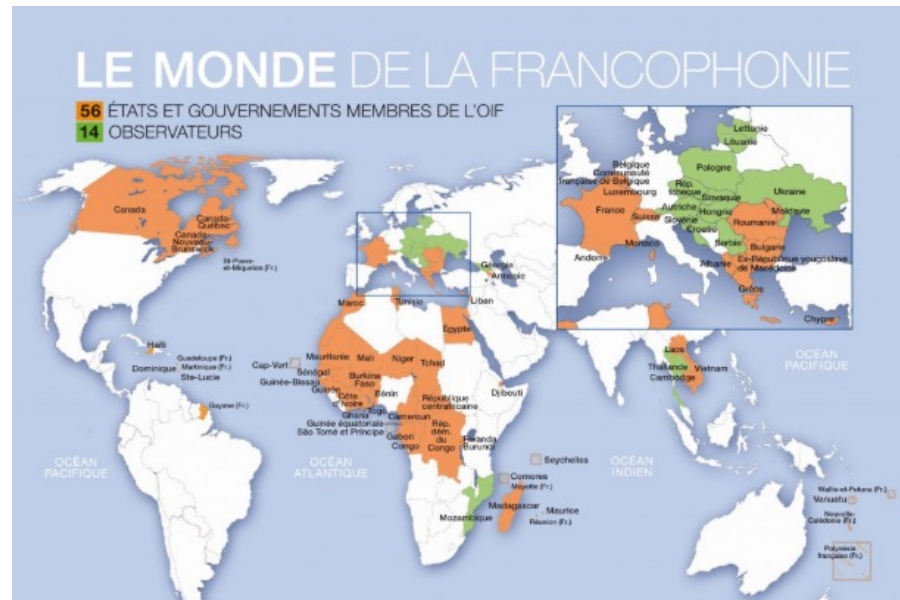 LE MONDE DE LA FRANCOPHONIE
56 ÉTATS ET GOUVERNEMENTS MEMBRES DE L'OIF
14 OBSERVATEURS
Canada
Canada-
Québec
Canada-
Nouveau-
Brunswick
St-Pierre-
et-Miquelon (Fr.)
Haïti
Dominique
Guadeloupe (Fr.)
Martinique (Fr.)
Ste-Lucie
Guyane (Fr.)
OCÉAN
PACIFIQUE
OCÉAN
ATLANTIQUE
Géorgie
Arménie
Liban
Maroc
Tunisie
Égypte
Cap-Vert
Mauritanie
Mali
Niger
Tchad
Sénégal
Guinée-Bissau
Guinée
Burkina
Faso
Côte
d'Ivoire
Bénin
Ghana
Togo
Cameroun
République
centrafricaine
Djibouti
Guinée équatoriale
São Tomé et Príncipe
Gabon
Congo
Rép.
dém.
du
Congo
Rwanda
Burundi
Seychelles
Comores
Mayotte (Fr.)
Madagascar
Maurice
Réunion (Fr.)
Mozambique
OCÉAN
INDIEN
Lettonie
Lituanie
Belgique
Communauté
française de Belgique
Luxembourg
Pologne
Rép.
tchèque
Slovaquie
Ukraine
France
Suisse
Autriche
Hongrie
Slovénie
Croatie
Moldavie
Roumanie
Monaco
Serbie
Bulgarie
Andorre
Albanie
Ex-République yougoslave
de Macédoine
Grèce
Chypre
Laos
Thaïlande
Vietnam
Cambodge
OCÉAN
PACIFIQUE
Wallis-et-Futuna (Fr.)
Vanuatu
Nouvelle-
Calédonie (Fr.)
Polynésie
française (Fr.)